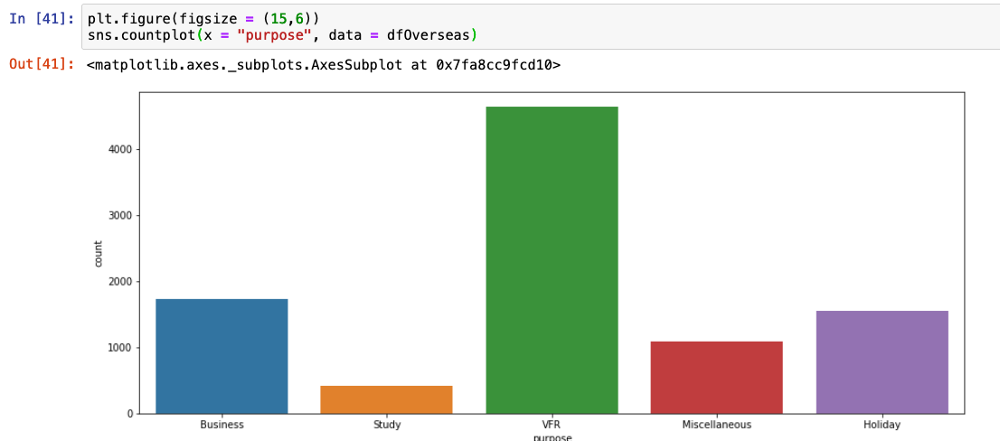 In [41]: plt.figure(figsize = (15,6))
sns.countplot(x = "purpose", data = dfOverseas)
Out[41]: <matplotlib.axes._subplots.AxesSubplot at 0x7fa8cc9fcd10>
4000
3000
2000
1000
0
count
Business Study VFR Miscellaneous Holiday
purpose